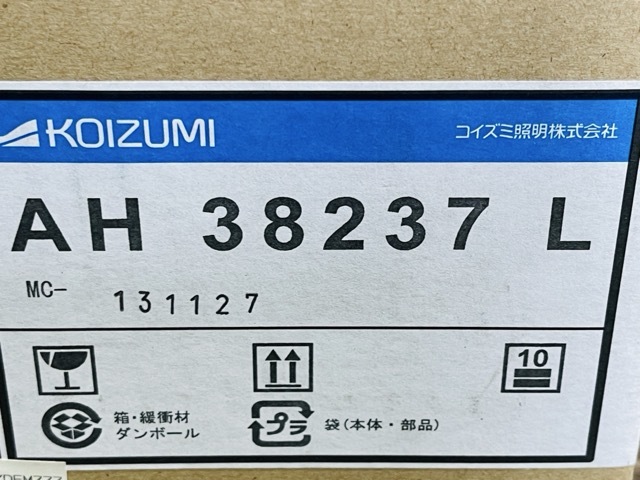 KOIZUMI コイズミ照明株式会社
AH 38237 L
MC- 131127
10
箱・緩衝材
ダンボール
プラ
袋(本体・部品)